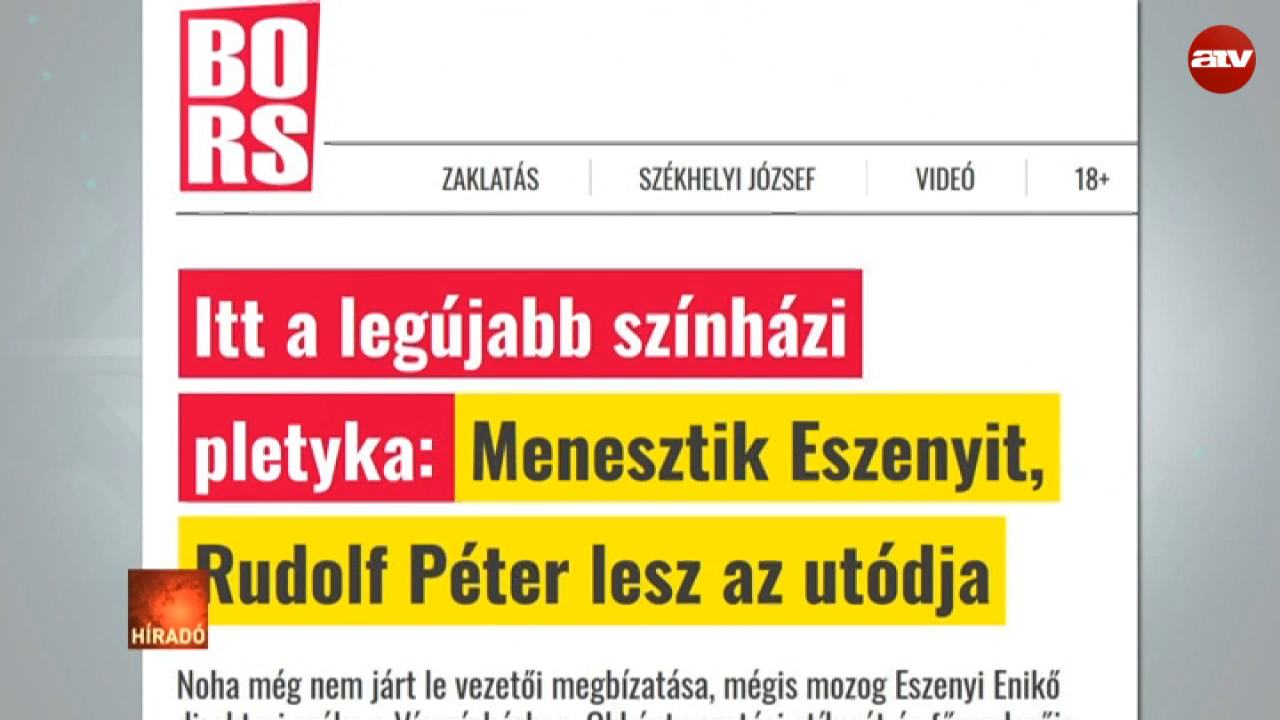 BO
RS
atv
ZAKLATÁS SZÉKHELYI JÓZSEF VIDEÓ 18+
Itt a legújabb színházi
pletyka: Menesztik Eszenyit,
Rudolf Péter lesz az utódja
HÍRADÓ
Noha még nem járt le vezetői megbízatása, mégis mozog Eszenyi Enikő